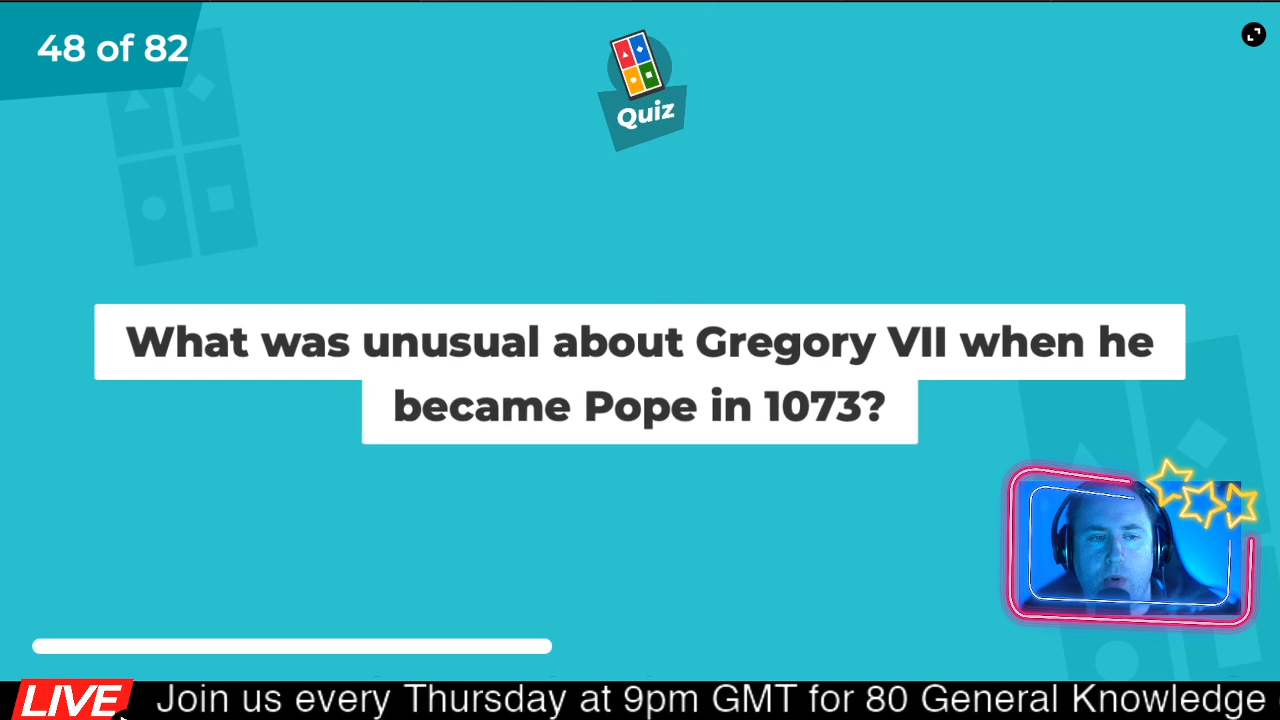 48 of 82
Quiz
What was unusual about Gregory VII when he
became Pope in 1073?
LIVE Join us every Thursday at 9pm GMT for 80 General Knowledge